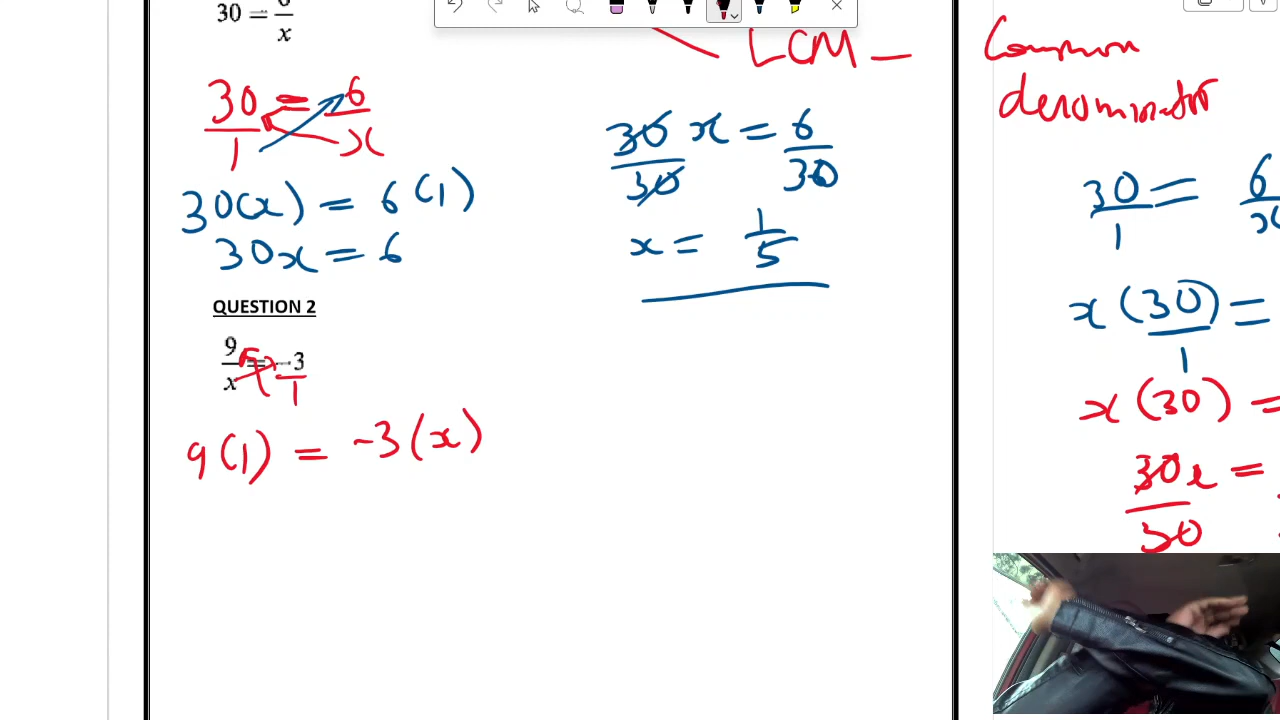 30 = 6/x
LCM
Common
denominator
30/1 = 6/x
30(x) = 6(1)
30x = 6
30x/30 = 6/30
x = 1/5
30/1 = 6/x
x(30)/1 =
x(30) =
30x/30 =
QUESTION 2
9/x = -3/1
9(1) = -3(x)